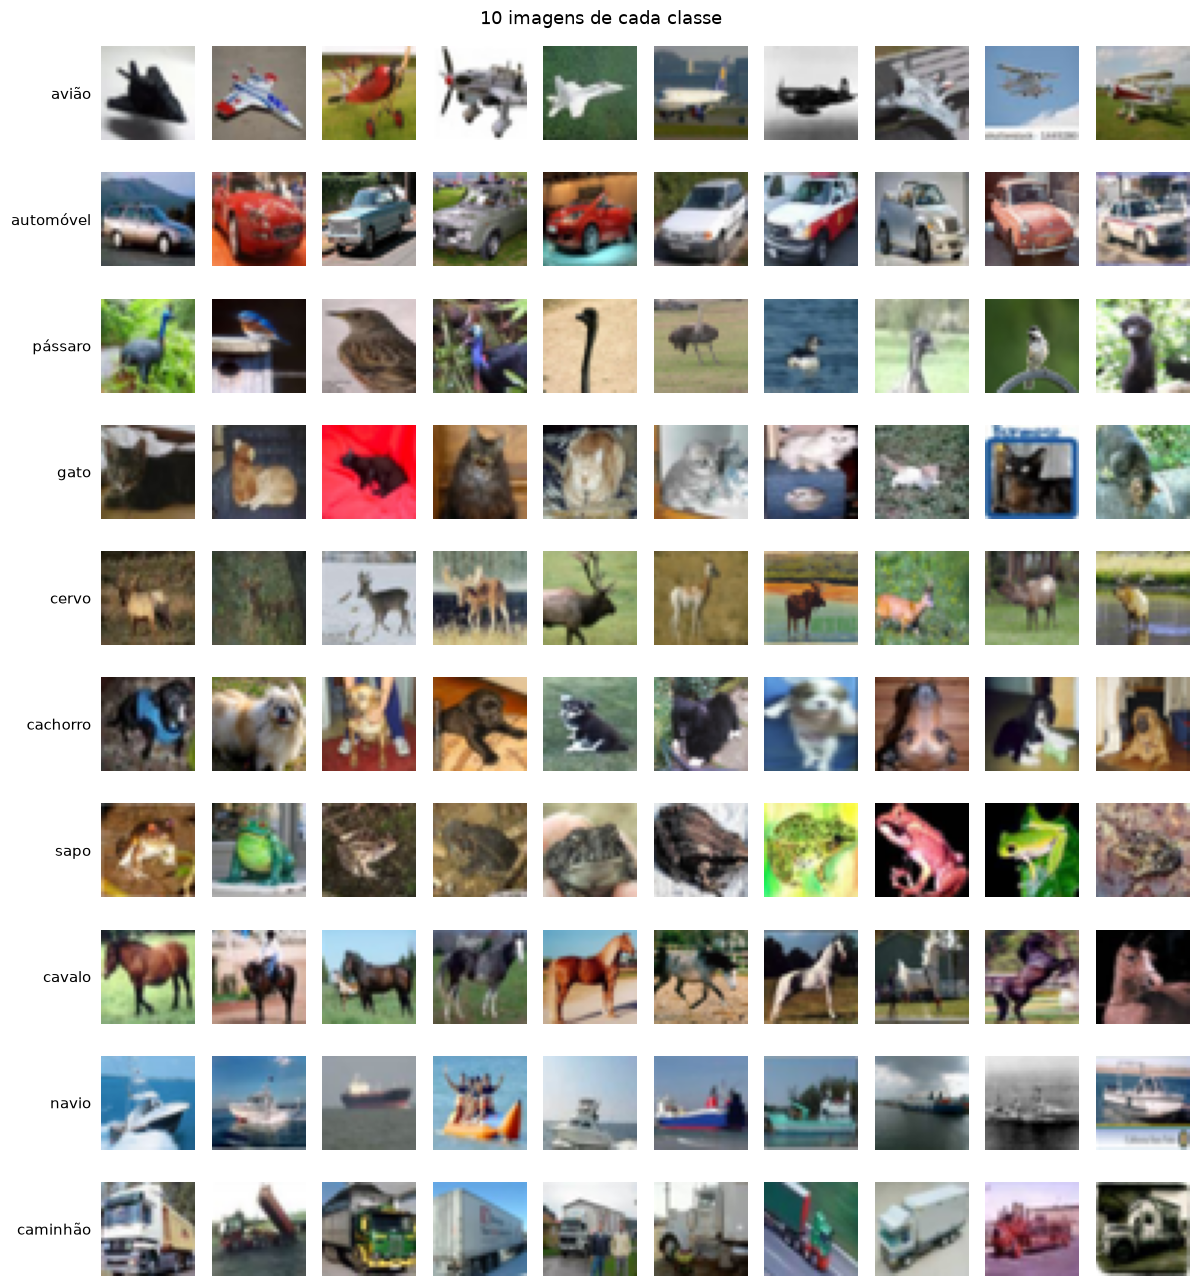 10 imagens de cada classe
avião
automóvel
pássaro
gato
cervo
cachorro
sapo
cavalo
navio
caminhão